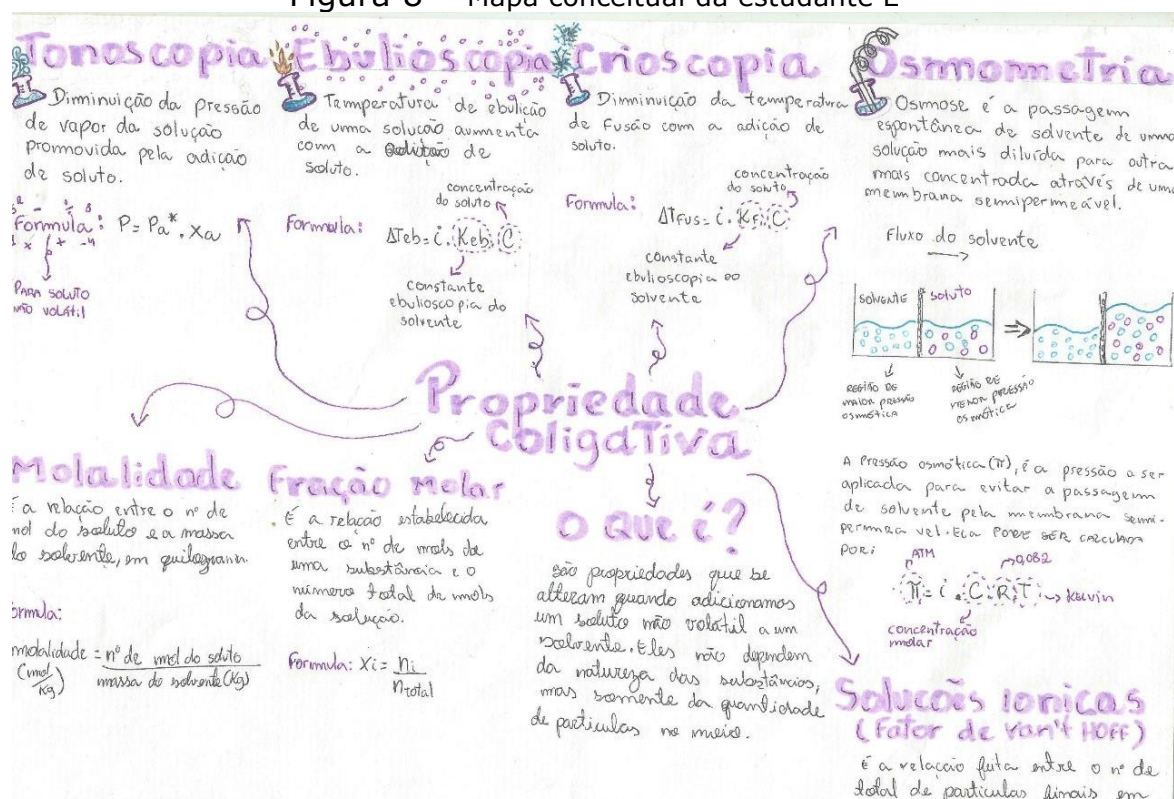 Figura 8 – Mapa conceitual da estudante E
Tonoscopia
Diminuição da pressão
de vapor da solução
promovida pela adição
de soluto.
Formula: P = Pa*. Xa
PARA SOLUTO
NÃO VOLÁTIL
Ebulioscopia
Temperatura de ebulição
de uma solução aumenta
com a adição de
soluto.
concentração
do soluto
Formula: ΔTeb = i. Keb. C
constante
ebulioscopia do
solvente
Crioscopia
Diminuição da temperatura
de Fusão com a adição de
soluto.
concentração
do soluto
Formula: ΔTFus = i. KF. C
constante
ebulioscopia do
solvente
Osmometria
Osmose é a passagem
espontânea de solvente de uma
solução mais diluída para outra
mais concentrada através de uma
membrana semipermeável.
Fluxo do solvente
solvente soluto
REGIÃO DE
MAIOR PRESSÃO
OSMÓTICA
REGIÃO DE
MENOR PRESSÃO
OSMÓTICA
A Pressão osmótica (π), é a pressão a ser
aplicada para evitar a passagem
de solvente pela membrana semi-
permeavel. Ela PODE SER CALCULADA
POR:
ATM 0,082
π = i . C . R . T Kelvin
concentração
molar
Propriedade
Coligativa
Molalidade
É a relação entre o nº de
mol do soluto e a massa
do solvente, em quilograma.
Formula:
molalidade = nº de mol do soluto
(mol/kg) massa do solvente (kg)
Fração Molar
É a relação estabelecida
entre o nº de mols de
uma substância e o
número total de mols
da solução.
Formula: Xi = ni
ntotal
O QUE é?
são propriedades que se
alteram quando adicionamos
um soluto não volátil a um
solvente. Eles não dependem
da natureza das substâncias,
mas somente da quantidade
de particulas no meio.
Soluções Ionicas
(Fator de Van't HOFF)
é a relação feita entre o nº de
total de particulas finais em